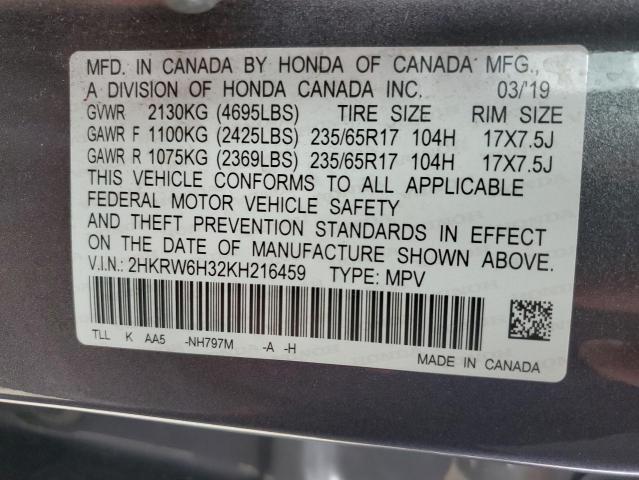 MFD. IN CANADA BY HONDA OF CANADA MFG.,
A DIVISION OF HONDA CANADA INC. 03/'19
GVWR 2130KG (4695LBS) TIRE SIZE RIM SIZE
GAWR F 1100KG (2425LBS) 235/65R17 104H 17X7.5J
GAWR R 1075KG (2369LBS) 235/65R17 104H 17X7.5J
THIS VEHICLE CONFORMS TO ALL APPLICABLE
FEDERAL MOTOR VEHICLE SAFETY
AND THEFT PREVENTION STANDARDS IN EFFECT
ON THE DATE OF MANUFACTURE SHOWN ABOVE.
V.I.N.: 2HKRW6H32KH216459 TYPE: MPV
TLL K AA5 -NH797M -A -H
MADE IN CANADA